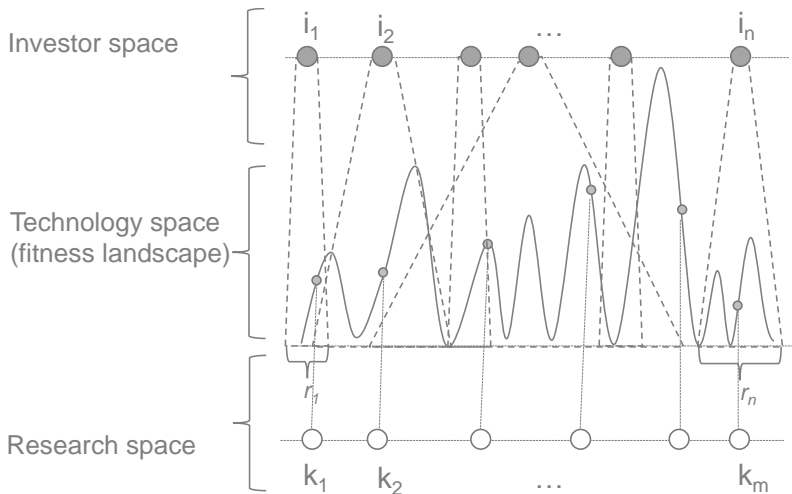 i1 i2 ... in
Investor space
Technology space
(fitness landscape)
r1 rn
Research space
k1 k2 ... km